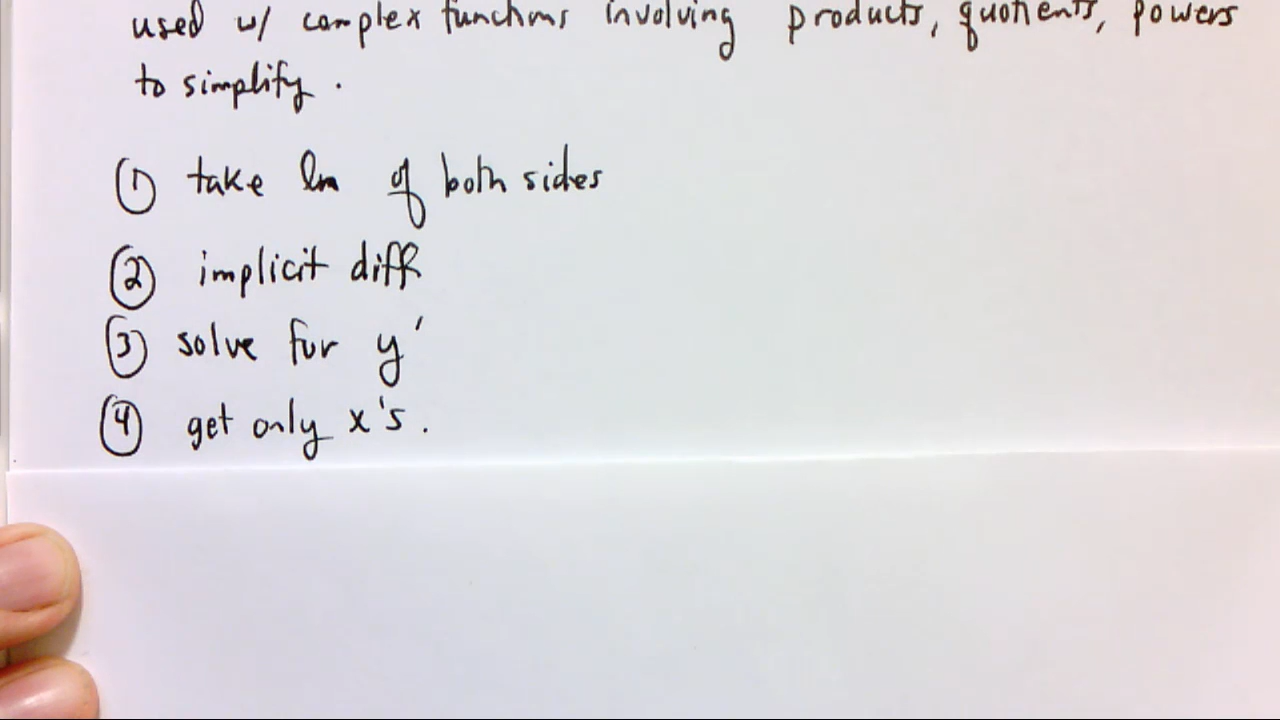 used w/ complex functions involving products, quotients, powers
to simplify.
① take ln of both sides
② implicit diff
③ solve for y'
④ get only x's.